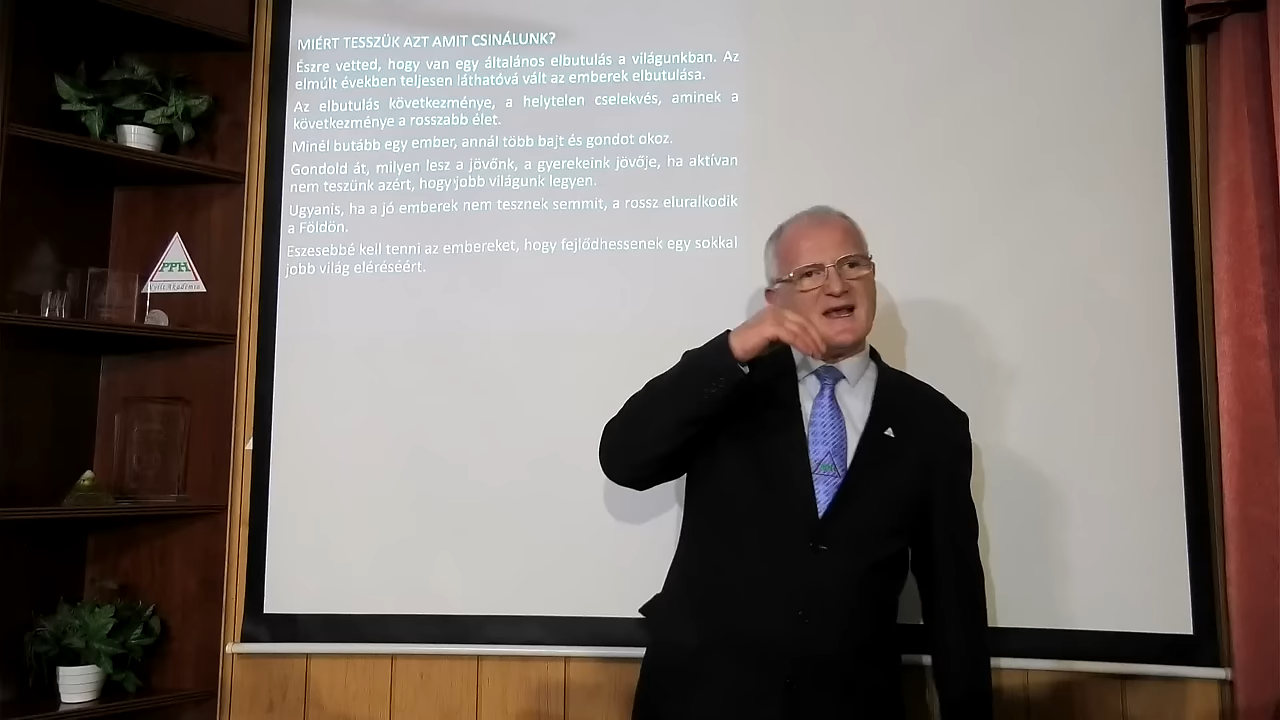 MIÉRT TESSZÜK AZT AMIT CSINÁLUNK?
Észre vetted, hogy van egy általános elbutulás a világunkban. Az
elmúlt években teljesen láthatóvá vált az emberek elbutulása.
Az elbutulás következménye, a helytelen cselekvés, aminek a
következménye a rosszabb élet.
Minél butább egy ember, annál több bajt és gondot okoz.
Gondold át, milyen lesz a jövőnk, a gyerekeink jövője, ha aktívan
nem teszünk azért, hogy jobb világunk legyen.
Ugyanis, ha a jó emberek nem tesznek semmit, a rossz eluralkodik
a Földön.
Eszesebbé kell tenni az embereket, hogy fejlődhessenek egy sokkal
jobb világ eléréséért.
PPH
Nyílt Akadémia